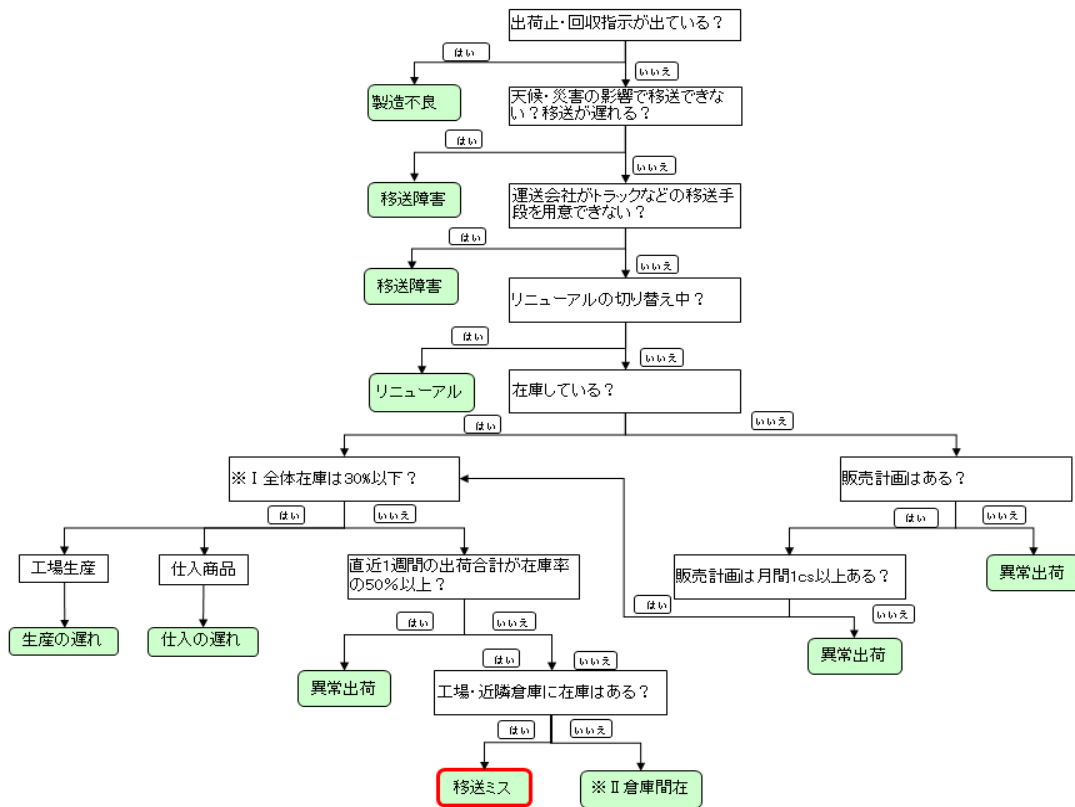 出荷止・回収指示が出ている？
はい
いいえ
製造不良
天候・災害の影響で移送できな
い？移送が遅れる？
はい
いいえ
移送障害
運送会社がトラックなどの移送手
段を用意できない？
はい
いいえ
移送障害
リニューアルの切り替え中？
はい
いいえ
リニューアル
在庫している？
はい
いいえ
※Ⅰ全体在庫は30%以下？
販売計画はある？
はい
いいえ
はい
いいえ
工場生産
仕入商品
直近1週間の出荷合計が在庫率
の50%以上？
販売計画は月間1cs以上ある？
異常出荷
はい
いいえ
生産の遅れ
仕入の遅れ
はい
いいえ
異常出荷
はい
いいえ
異常出荷
工場・近隣倉庫に在庫はある？
はい
いいえ
移送ミス
※Ⅱ倉庫間在